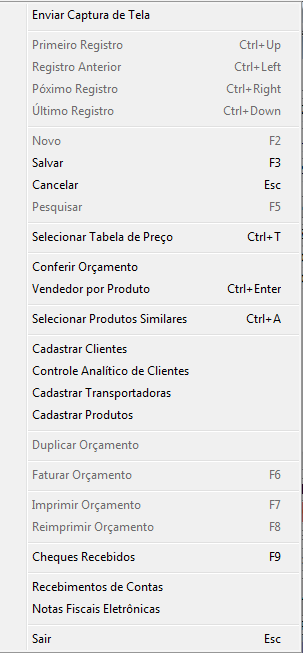 Enviar Captura de Tela
Primeiro Registro Ctrl+Up
Registro Anterior Ctrl+Left
Póximo Registro Ctrl+Right
Último Registro Ctrl+Down
Novo F2
Salvar F3
Cancelar Esc
Pesquisar F5
Selecionar Tabela de Preço Ctrl+T
Conferir Orçamento
Vendedor por Produto Ctrl+Enter
Selecionar Produtos Similares Ctrl+A
Cadastrar Clientes
Controle Analítico de Clientes
Cadastrar Transportadoras
Cadastrar Produtos
Duplicar Orçamento
Faturar Orçamento F6
Imprimir Orçamento F7
Reimprimir Orçamento F8
Cheques Recebidos F9
Recebimentos de Contas
Notas Fiscais Eletrônicas
Sair Esc